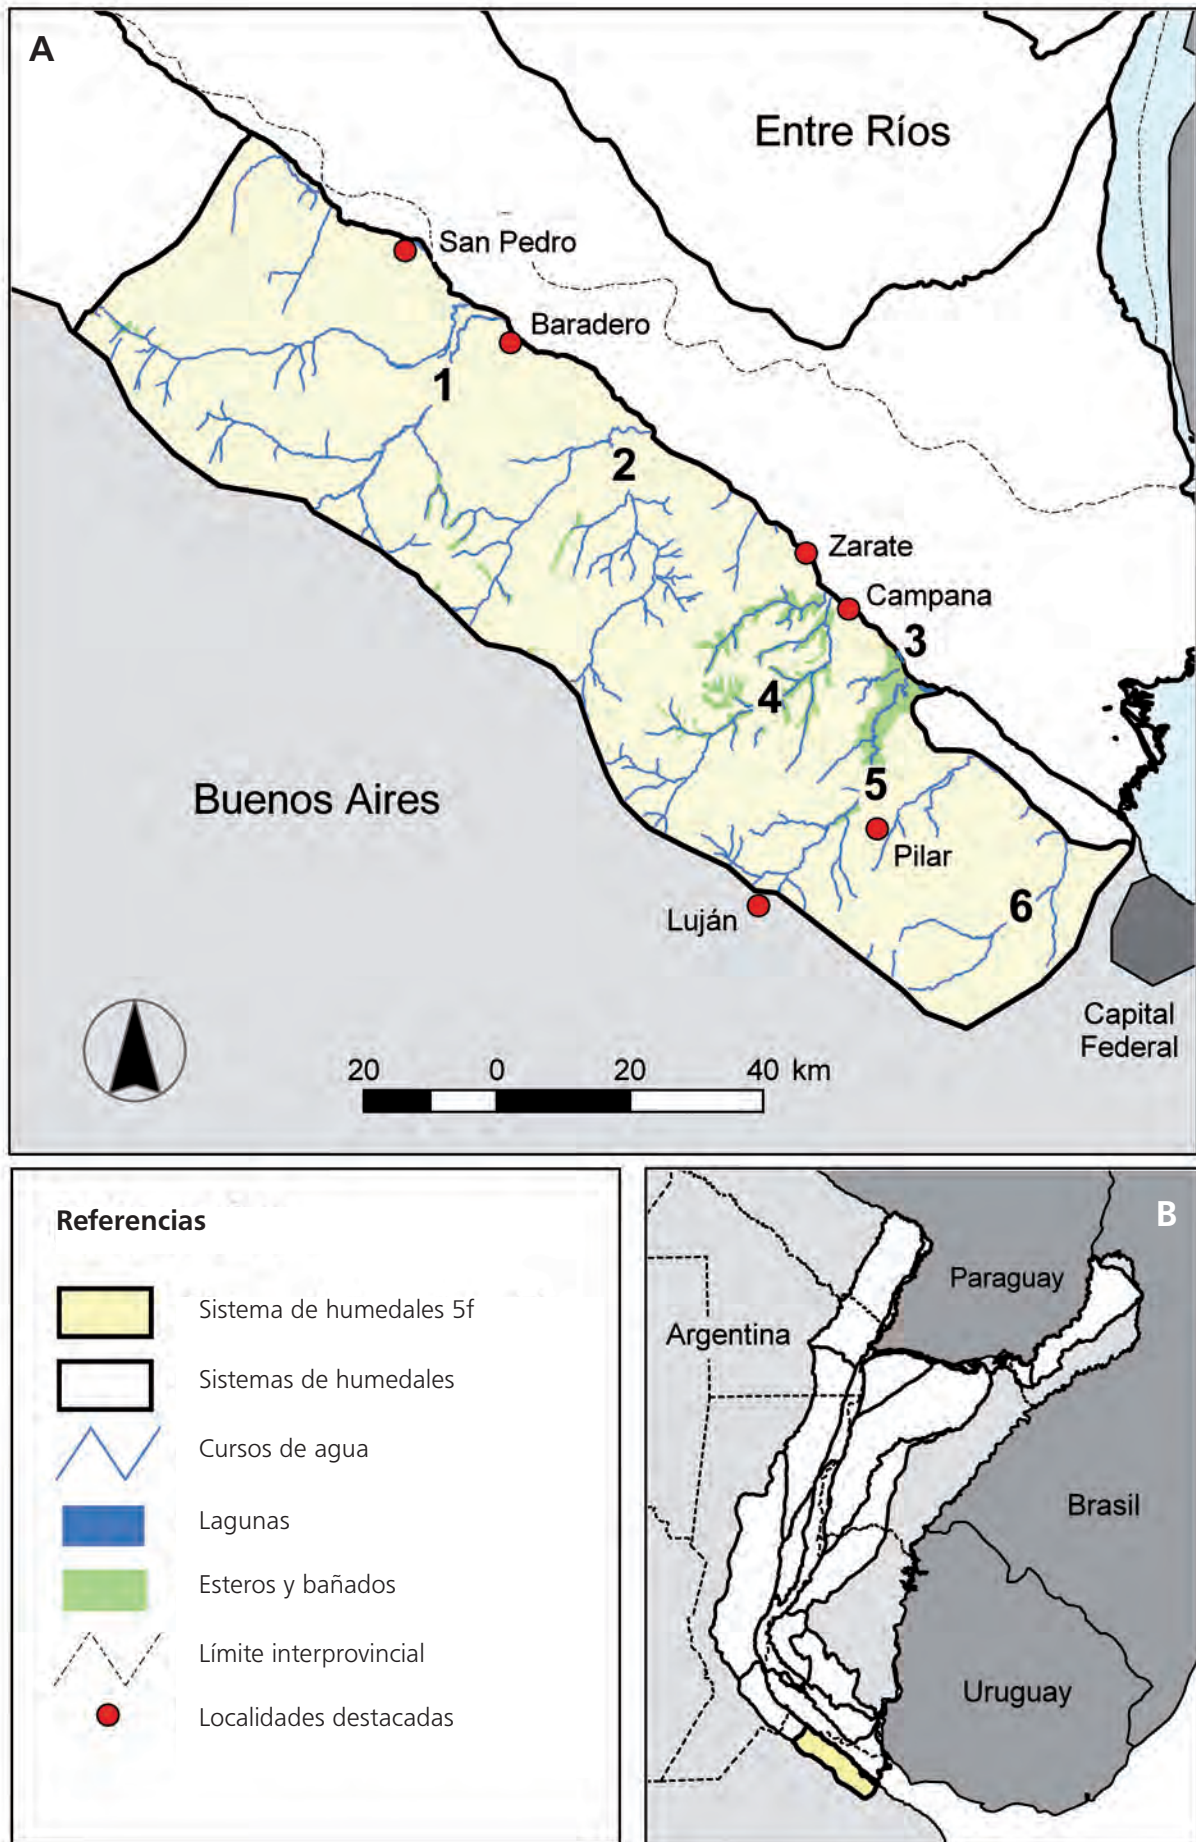 A
Entre Ríos
San Pedro
Baradero
1
2
Zarate
Campana
3
4
5
Buenos Aires
Pilar
6
Luján
Capital
Federal
20 0 20 40 km
Referencias
Sistema de humedales 5f
Sistemas de humedales
Cursos de agua
Lagunas
Esteros y bañados
Límite interprovincial
Localidades destacadas
B
Paraguay
Argentina
Brasil
Uruguay